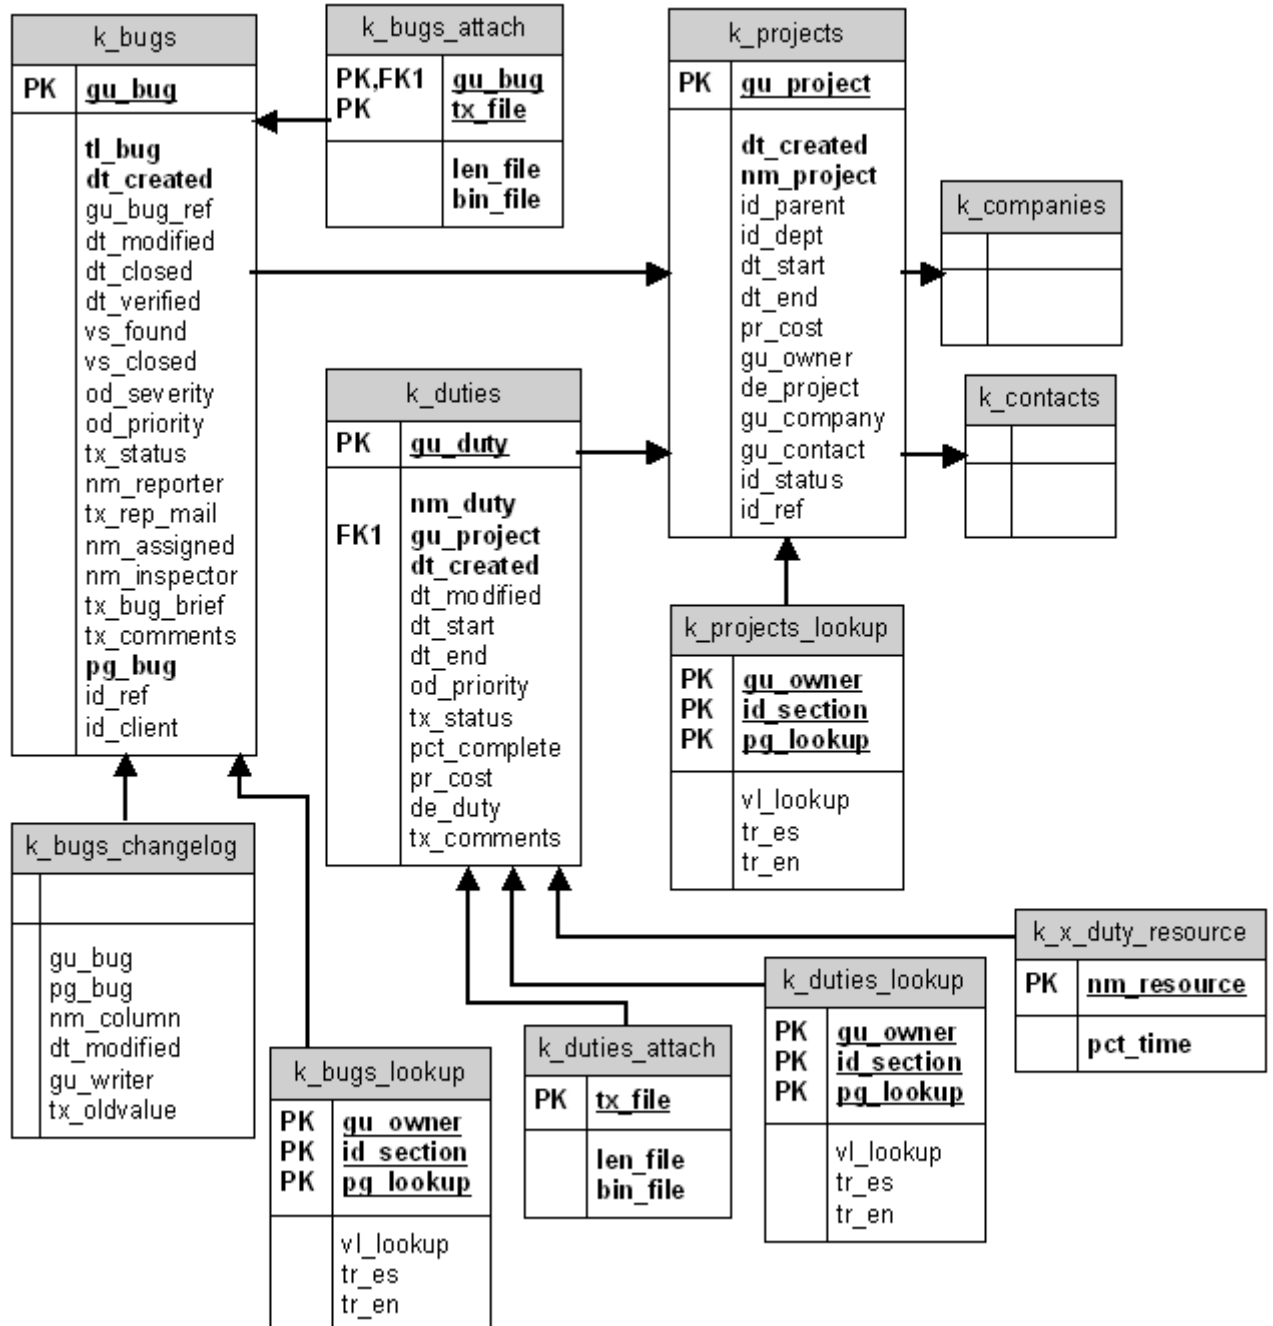 k_bugs
PK gu_bug
tl_bug
dt_created
gu_bug_ref
dt_modified
dt_closed
dt_verified
vs_found
vs_closed
od_severity
od_priority
tx_status
nm_reporter
tx_rep_mail
nm_assigned
nm_inspector
tx_bug_brief
tx_comments
pg_bug
id_ref
id_client
k_bugs_attach
PK,FK1 gu_bug
PK tx_file
len_file
bin_file
k_projects
PK gu_project
dt_created
nm_project
id_parent
id_dept
dt_start
dt_end
pr_cost
gu_owner
de_project
gu_company
gu_contact
id_status
id_ref
k_companies
k_contacts
k_duties
PK gu_duty
nm_duty
FK1 gu_project
dt_created
dt_modified
dt_start
dt_end
od_priority
tx_status
pct_complete
pr_cost
de_duty
tx_comments
k_projects_lookup
PK gu_owner
PK id_section
PK pg_lookup
vl_lookup
tr_es
tr_en
k_bugs_changelog
gu_bug
pg_bug
nm_column
dt_modified
gu_writer
tx_oldvalue
k_bugs_lookup
PK gu_owner
PK id_section
PK pg_lookup
vl_lookup
tr_es
tr_en
k_duties_attach
PK tx_file
len_file
bin_file
k_duties_lookup
PK gu_owner
PK id_section
PK pg_lookup
vl_lookup
tr_es
tr_en
k_x_duty_resource
PK nm_resource
pct_time